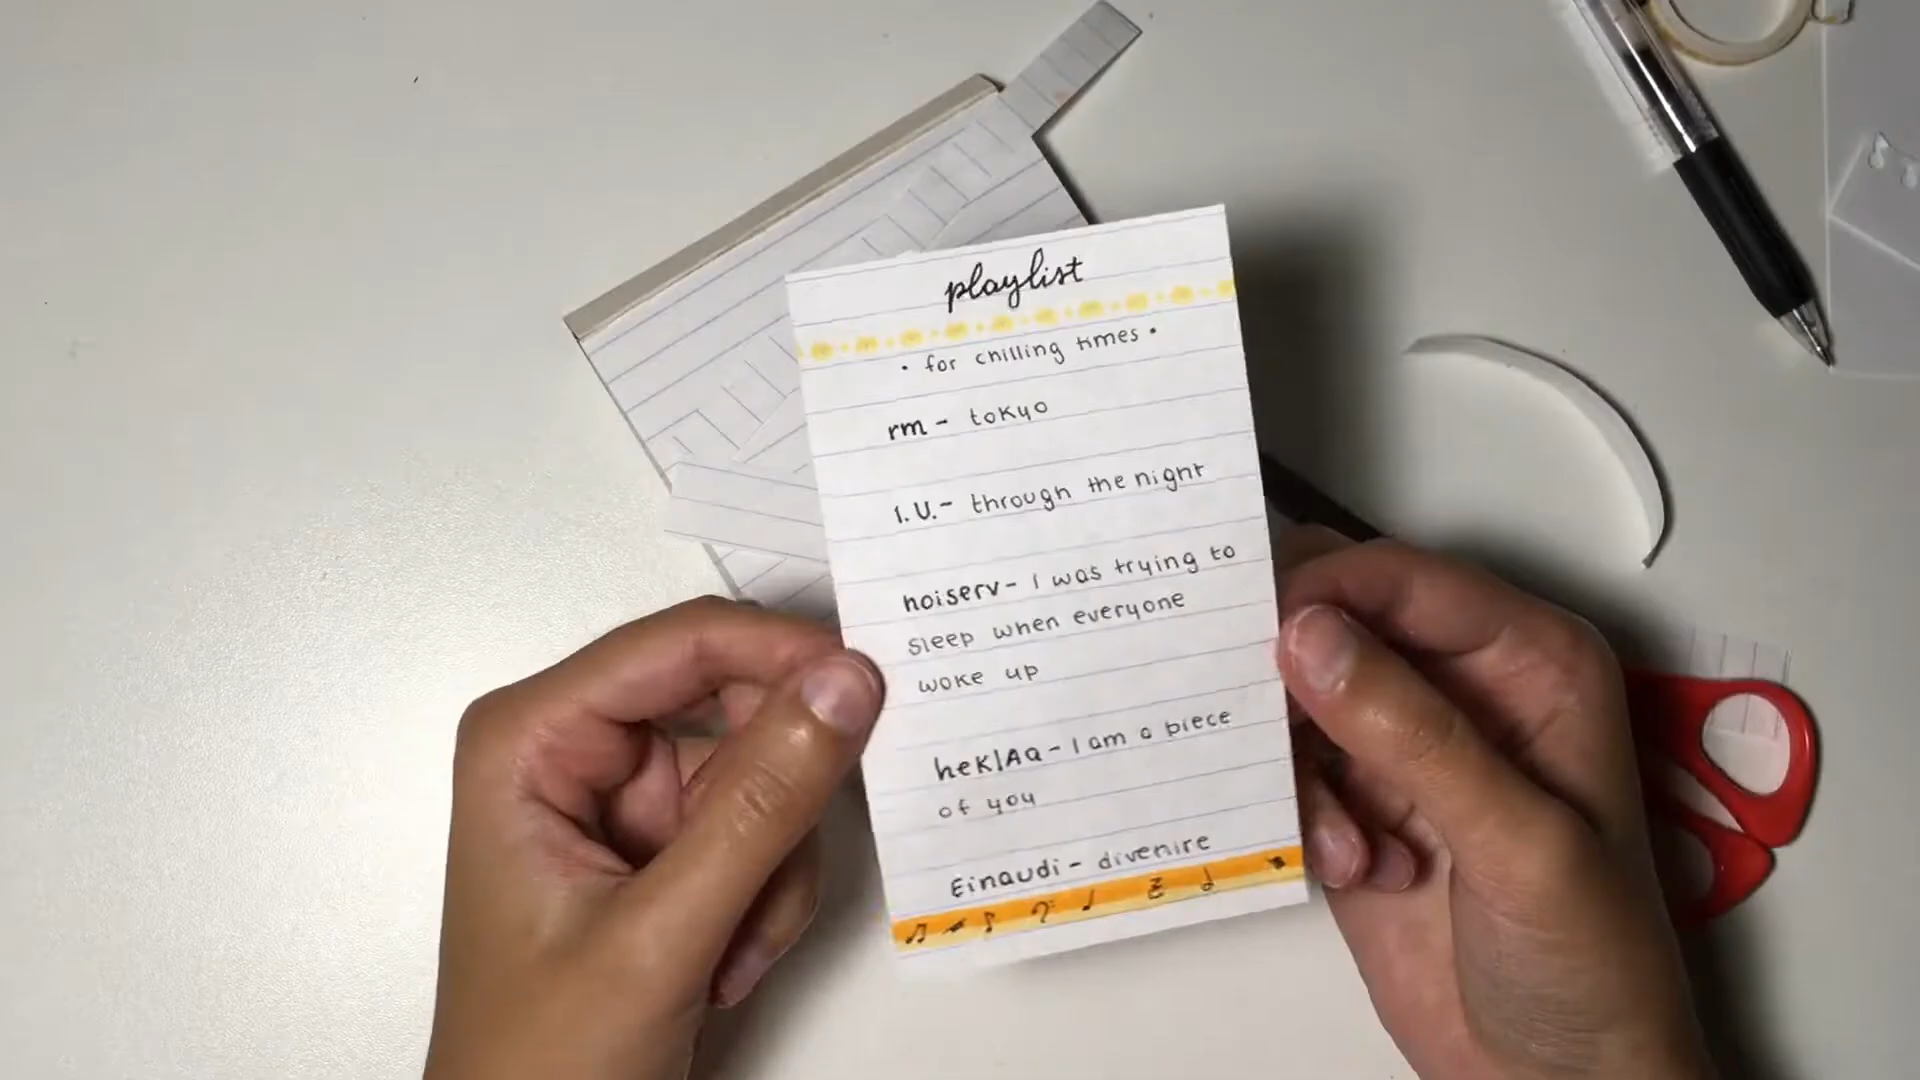 playlist
• for chilling times •
rm - tokyo
I.U. - through the night
noiserv - I was trying to
sleep when everyone
woke up
heklAa - I am a piece
of you
Einaudi - divenire